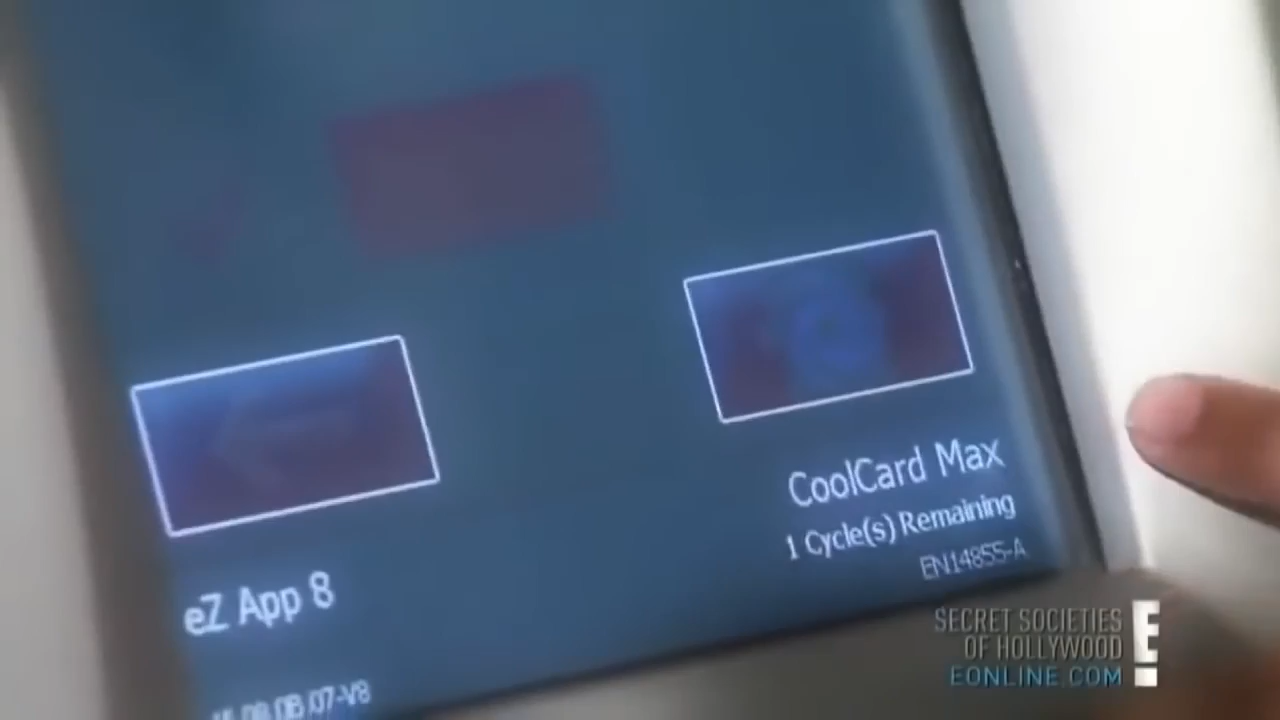 CoolCard Max
1 Cycle(s) Remaining
EN14855-A
eZ App 8
SECRET SOCIETIES
OF HOLLYWOOD
EONLINE.COM
E!